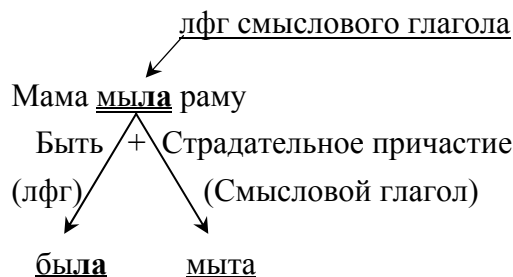 лфг смыслового глагола
Мама мыла раму
Быть + Страдательное причастие
(лфг) (Смысловой глагол)
была мыта